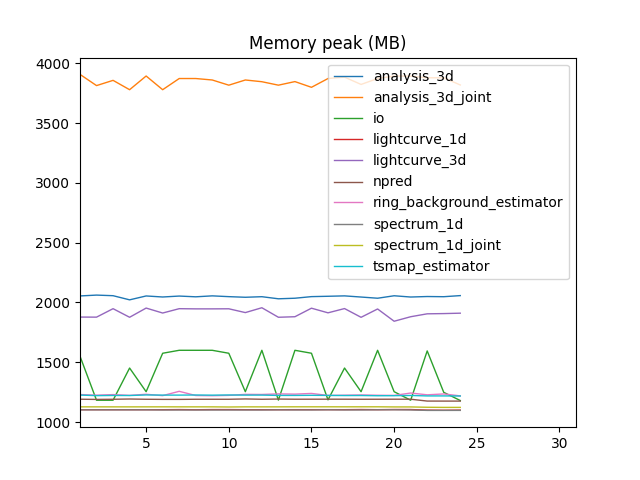 Memory peak (MB)
4000
3500
3000
2500
2000
1500
1000
5
10
15
20
25
30
analysis_3d
analysis_3d_joint
io
lightcurve_1d
lightcurve_3d
npred
ring_background_estimator
spectrum_1d
spectrum_1d_joint
tsmap_estimator